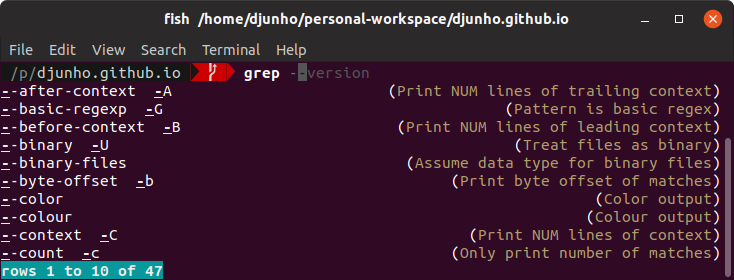 fish /home/djunho/personal-workspace/djunho.github.io
File Edit View Search Terminal Help
/p/djunho.github.io grep --version
--after-context -A (Print NUM lines of trailing context)
--basic-regexp -G (Pattern is basic regex)
--before-context -B (Print NUM lines of leading context)
--binary -U (Treat files as binary)
--binary-files (Assume data type for binary files)
--byte-offset -b (Print byte offset of matches)
--color (Color output)
--colour (Colour output)
--context -C (Print NUM lines of context)
--count -c (Only print number of matches)
rows 1 to 10 of 47